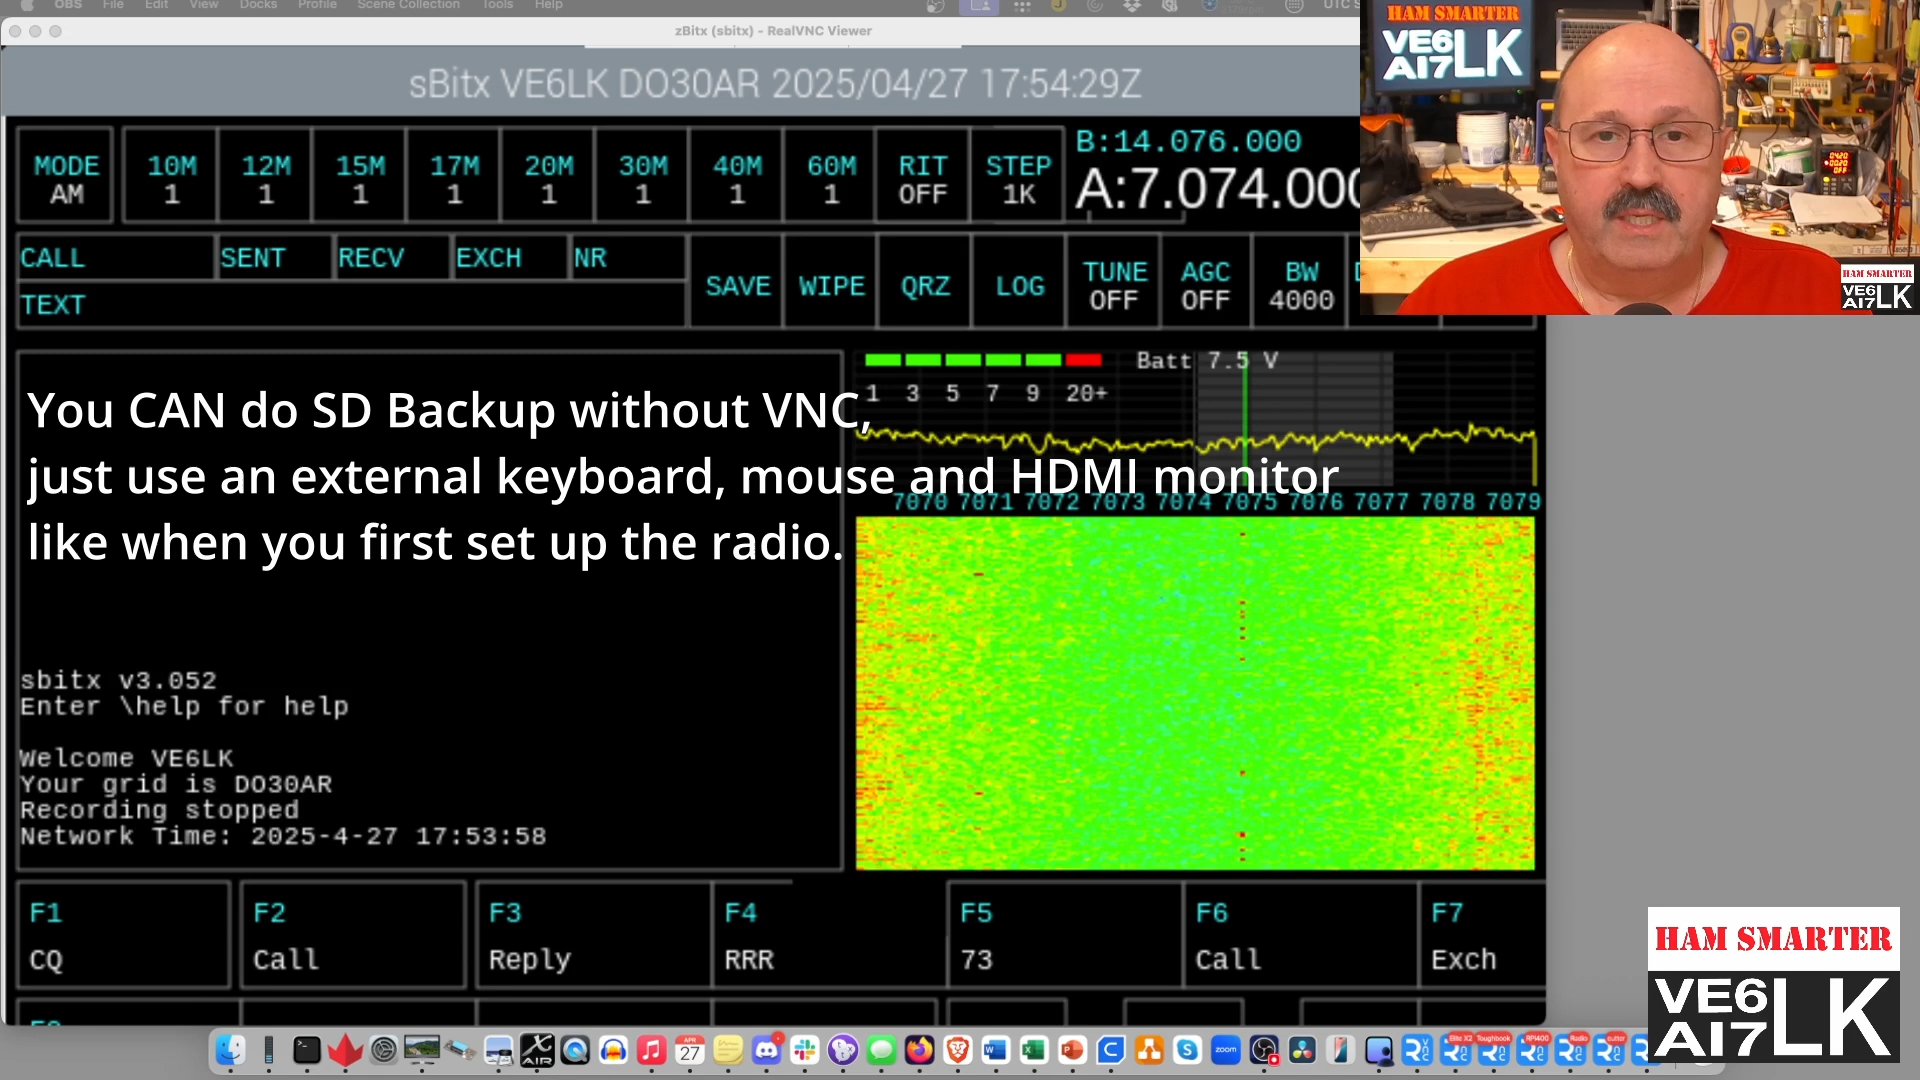 OBS File Edit View Docks Profile Scene Collection Tools Help
zBitx (sbitx) - RealVNC Viewer
sBitx VE6LK DO30AR 2025/04/27 17:54:29Z
HAM SMARTER
VE6
AI7LK
B:14.076.000
MODE 10M 12M 15M 17M 20M 30M 40M 60M RIT STEP
AM 1 1 1 1 1 1 1 1 OFF 1K
A:7.074.000
CALL SENT RECV EXCH NR
TEXT
SAVE WIPE QRZ LOG
TUNE AGC BW
OFF OFF 4000
HAM SMARTER
VE6
AI7LK
Batt 7.5 V
1 3 5 7 9 20+
You CAN do SD Backup without VNC,
just use an external keyboard, mouse and HDMI monitor
like when you first set up the radio.
7070 7071 7072 7073 7074 7075 7076 7077 7078 7079
sbitx v3.052
Enter \help for help
Welcome VE6LK
Your grid is DO30AR
Recording stopped
Network Time: 2025-4-27 17:53:58
F1 F2 F3 F4 F5 F6 F7
CQ Call Reply RRR 73 Call Exch
HAM SMARTER
VE6
AI7LK
APR
27
zoom
Elite X2 Toughbook RPI400 Radio